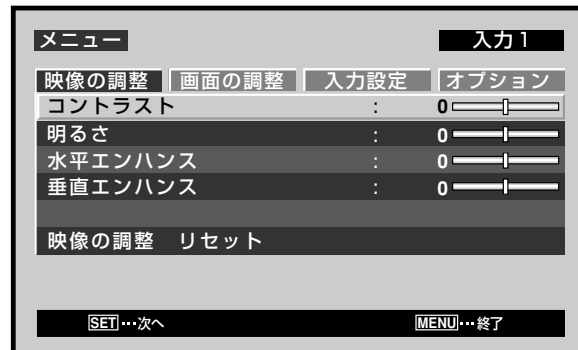 メニュー 入力1
映像の調整 画面の調整 入力設定 オプション
コントラスト : 0
明るさ : 0
水平エンハンス : 0
垂直エンハンス : 0
映像の調整 リセット
SET…次へ MENU…終了